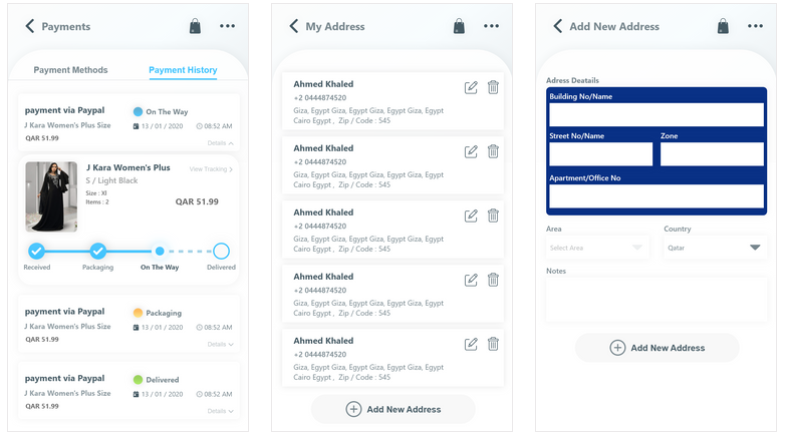 Payments
Payment Methods
Payment History
payment via Paypal
On The Way
J Kara Women's Plus Size
13 / 01 / 2020
08:52 AM
QAR 51.99
Details
J Kara Women's Plus
View Tracking
S / Light Black
Size : Xl
Items : 2
QAR 51.99
Received
Packaging
On The Way
Delivered
payment via Paypal
Packaging
J Kara Women's Plus Size
13 / 01 / 2020
08:52 AM
QAR 51.99
Details
payment via Paypal
Delivered
J Kara Women's Plus Size
13 / 01 / 2020
08:52 AM
QAR 51.99
Details
My Address
Ahmed Khaled
+2 0444874520
Giza, Egypt Giza, Egypt Giza, Egypt Giza, Egypt
Cairo Egypt , Zip / Code : 545
Ahmed Khaled
+2 0444874520
Giza, Egypt Giza, Egypt Giza, Egypt Giza, Egypt
Cairo Egypt , Zip / Code : 545
Ahmed Khaled
+2 0444874520
Giza, Egypt Giza, Egypt Giza, Egypt Giza, Egypt
Cairo Egypt , Zip / Code : 545
Ahmed Khaled
+2 0444874520
Giza, Egypt Giza, Egypt Giza, Egypt Giza, Egypt
Cairo Egypt , Zip / Code : 545
Ahmed Khaled
+2 0444874520
Giza, Egypt Giza, Egypt Giza, Egypt Giza, Egypt
Cairo Egypt , Zip / Code : 545
Add New Address
Add New Address
Adress Deatails
Building No/Name
Street No/Name
Zone
Apartment/Office No
Area
Country
Select Area
Qatar
Notes
Add New Address